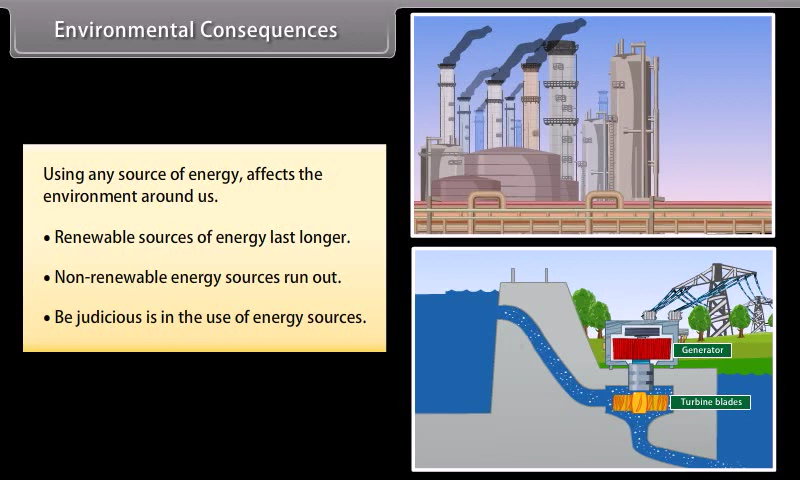 Environmental Consequences
Using any source of energy, affects the
environment around us.
• Renewable sources of energy last longer.
• Non-renewable energy sources run out.
• Be judicious is in the use of energy sources.
Generator
Turbine blades